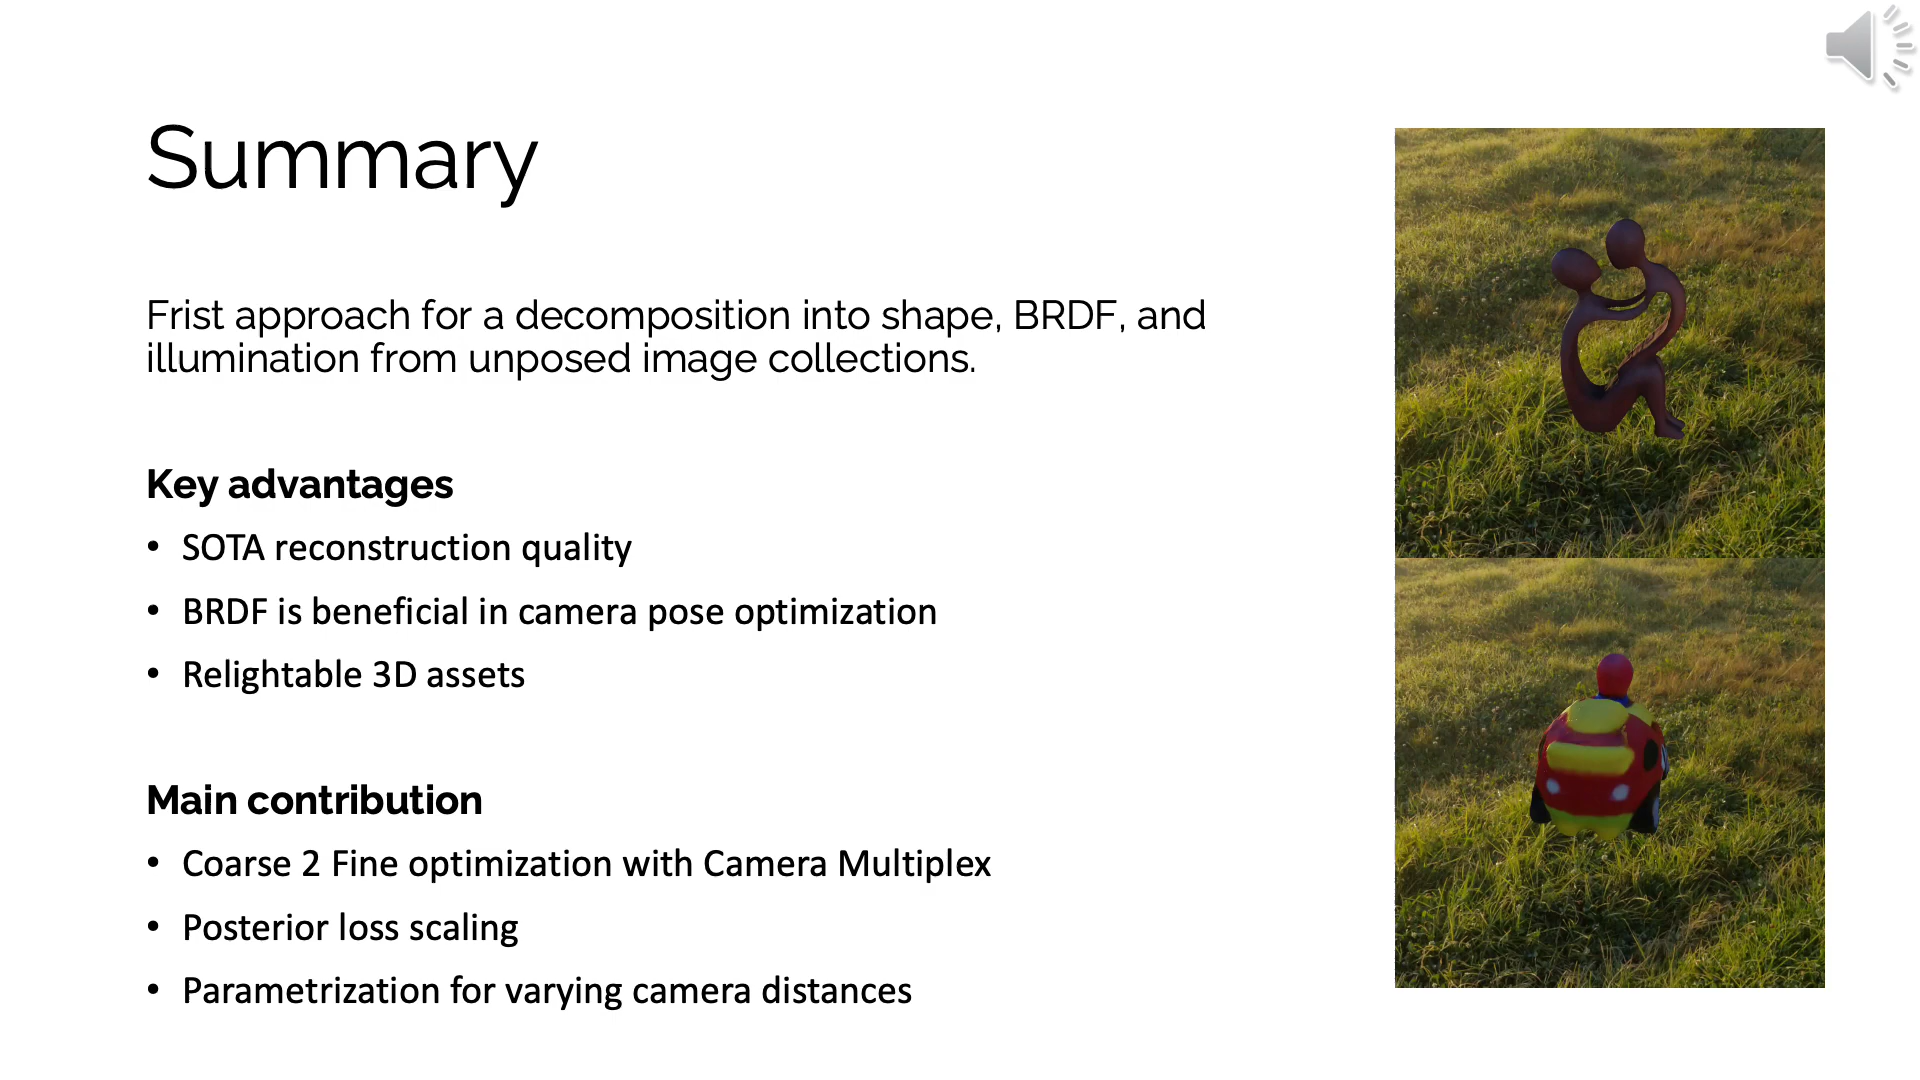 Summary
Frist approach for a decomposition into shape, BRDF, and
illumination from unposed image collections.
Key advantages
• SOTA reconstruction quality
• BRDF is beneficial in camera pose optimization
• Relightable 3D assets
Main contribution
• Coarse 2 Fine optimization with Camera Multiplex
• Posterior loss scaling
• Parametrization for varying camera distances